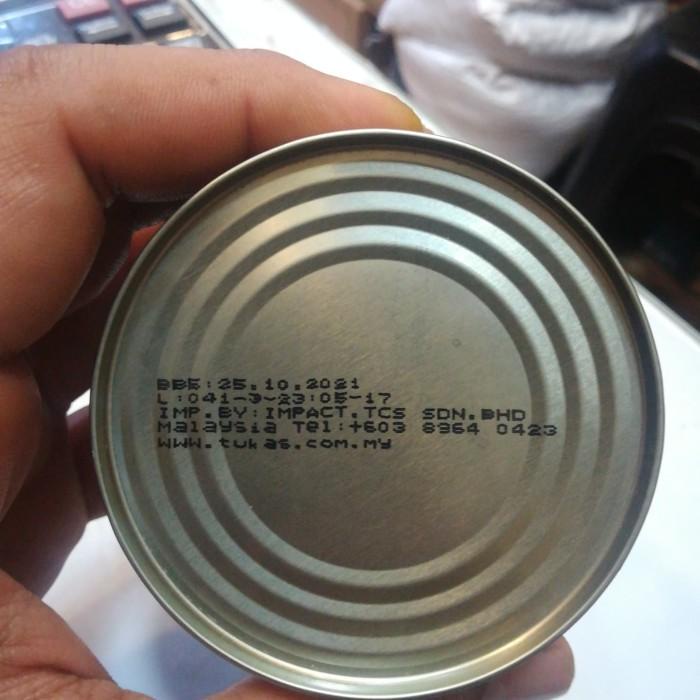 BBE:25.10.2021
L:041-3-23:05-17
IMP.BY:IMPACT.TCS SDN.BHD
Malaysia Tel:+603 8964 0423
www.tukas.com.my